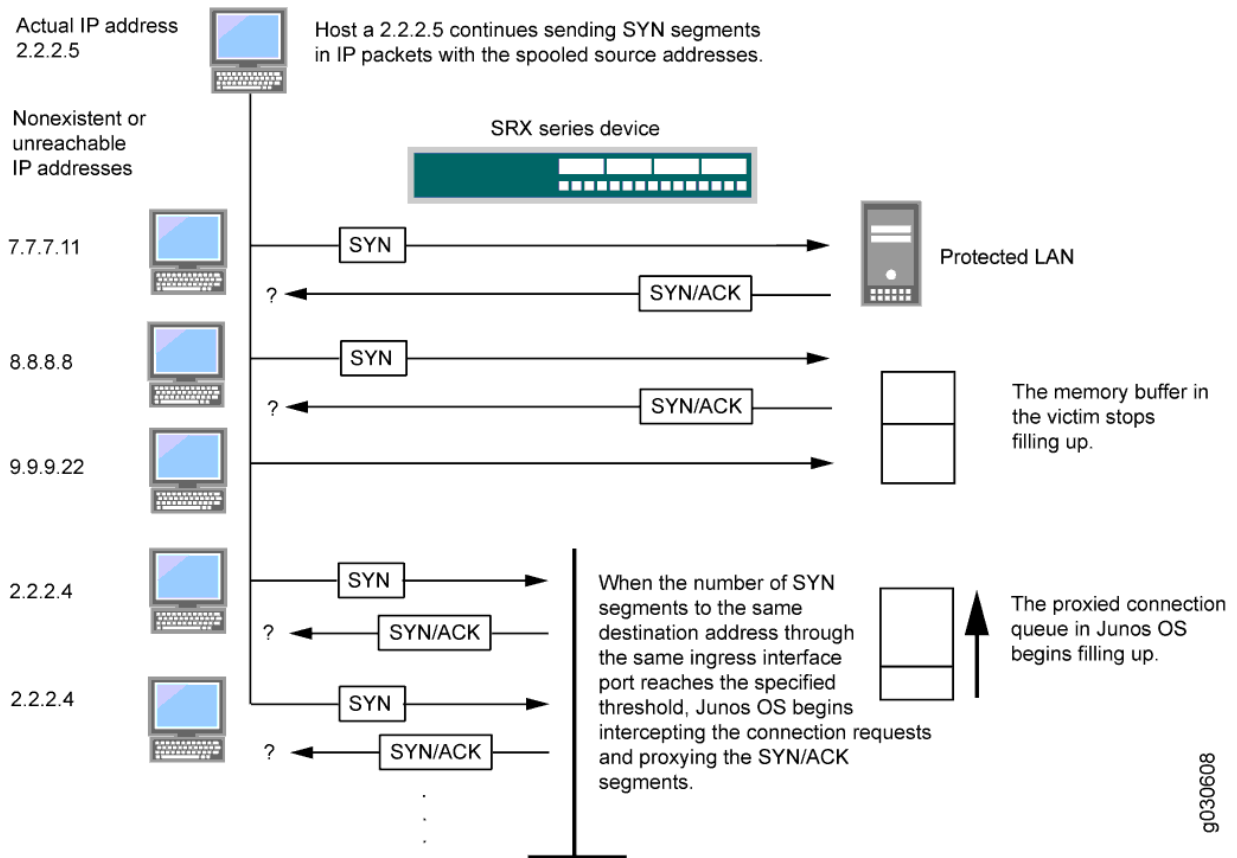 Actual IP address
2.2.2.5
Host a 2.2.2.5 continues sending SYN segments
in IP packets with the spooled source addresses.
Nonexistent or
unreachable
IP addresses
SRX series device
7.7.7.11
SYN
Protected LAN
?
SYN/ACK
8.8.8.8
SYN
?
SYN/ACK
The memory buffer in
the victim stops
filling up.
9.9.9.22
2.2.2.4
SYN
?
SYN/ACK
When the number of SYN
segments to the same
destination address through
the same ingress interface
port reaches the specified
threshold, Junos OS begins
intercepting the connection requests
and proxying the SYN/ACK
segments.
The proxied connection
queue in Junos OS
begins filling up.
2.2.2.4
SYN
?
SYN/ACK
g030608